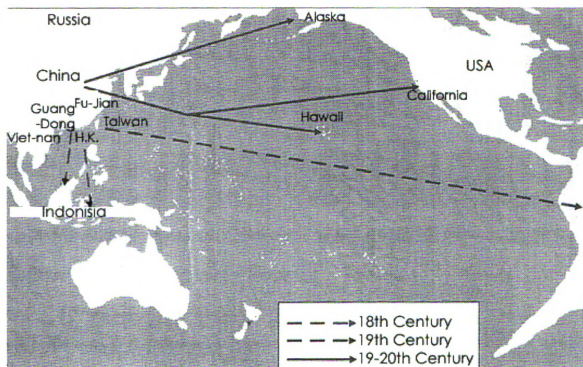 Russia
Alaska
USA
China
California
Fu-Jian
Guang
-Dong
Taiwan
Hawaii
Viet-nan
H.K.
Indonisia
18th Century
19th Century
19-20th Century